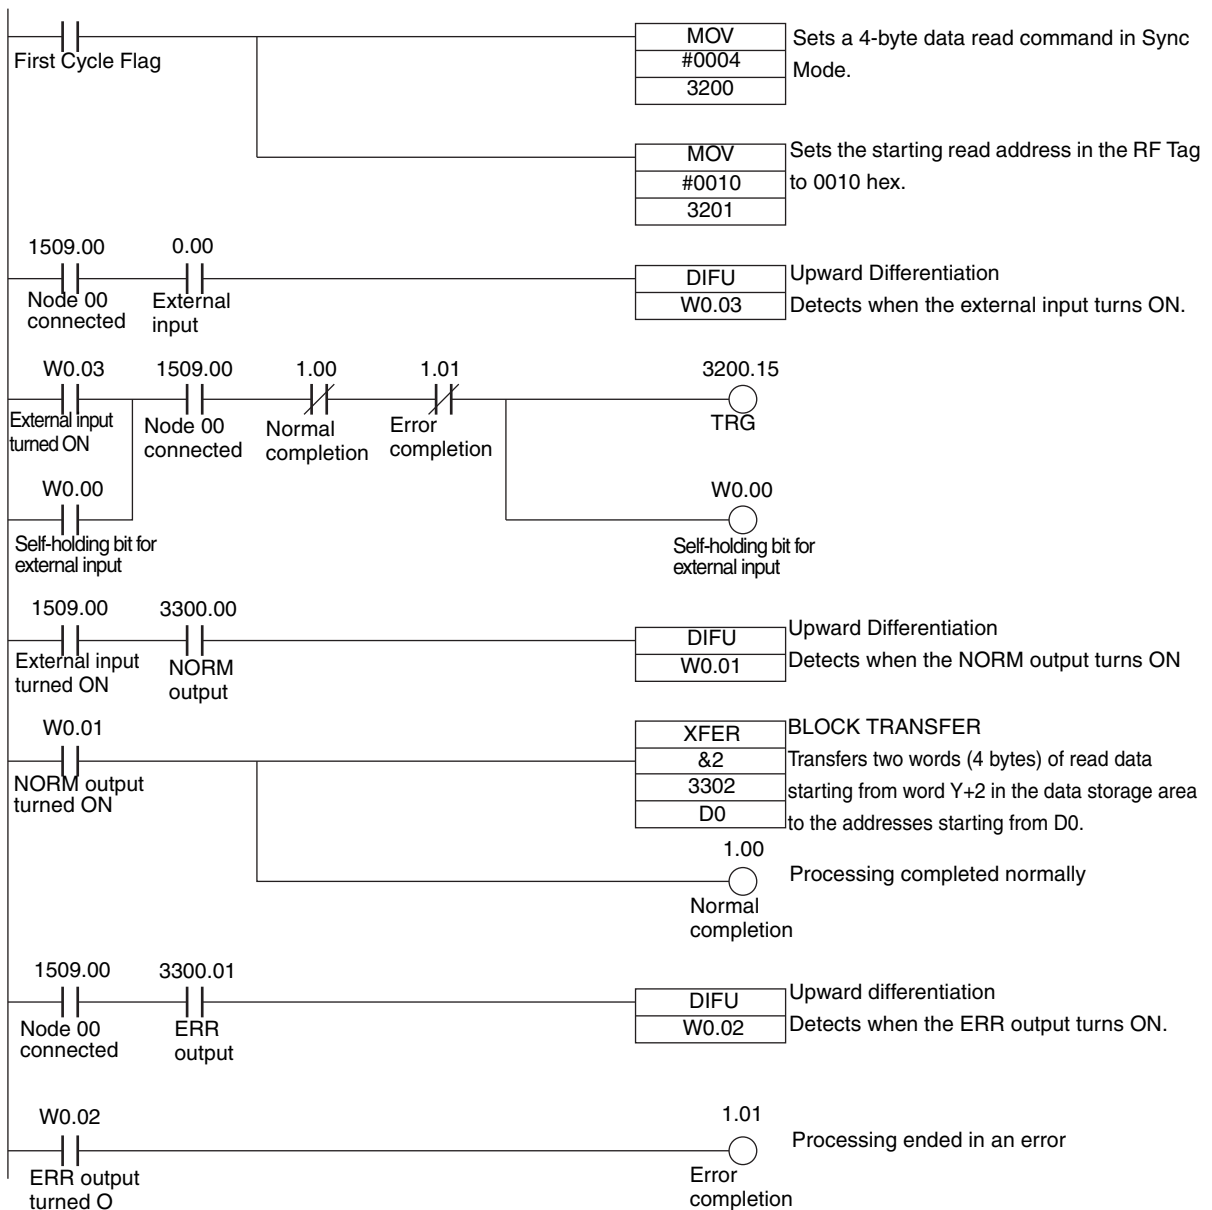 First Cycle Flag
MOV
#0004
3200
Sets a 4-byte data read command in Sync
Mode.
MOV
#0010
3201
Sets the starting read address in the RF Tag
to 0010 hex.
1509.00
0.00
Node 00
connected
External
input
DIFU
W0.03
Upward Differentiation
Detects when the external input turns ON.
W0.03
1509.00
1.00
1.01
3200.15
External input
turned ON
Node 00
connected
Normal
completion
Error
completion
TRG
W0.00
W0.00
Self-holding bit for
external input
Self-holding bit for
external input
1509.00
3300.00
External input
turned ON
NORM
output
DIFU
W0.01
Upward Differentiation
Detects when the NORM output turns ON
W0.01
NORM output
turned ON
XFER
&2
3302
D0
BLOCK TRANSFER
Transfers two words (4 bytes) of read data
starting from word Y+2 in the data storage area
to the addresses starting from D0.
1.00
Normal
completion
Processing completed normally
1509.00
3300.01
Node 00
connected
ERR
output
DIFU
W0.02
Upward differentiation
Detects when the ERR output turns ON.
W0.02
ERR output
turned O
1.01
Error
completion
Processing ended in an error